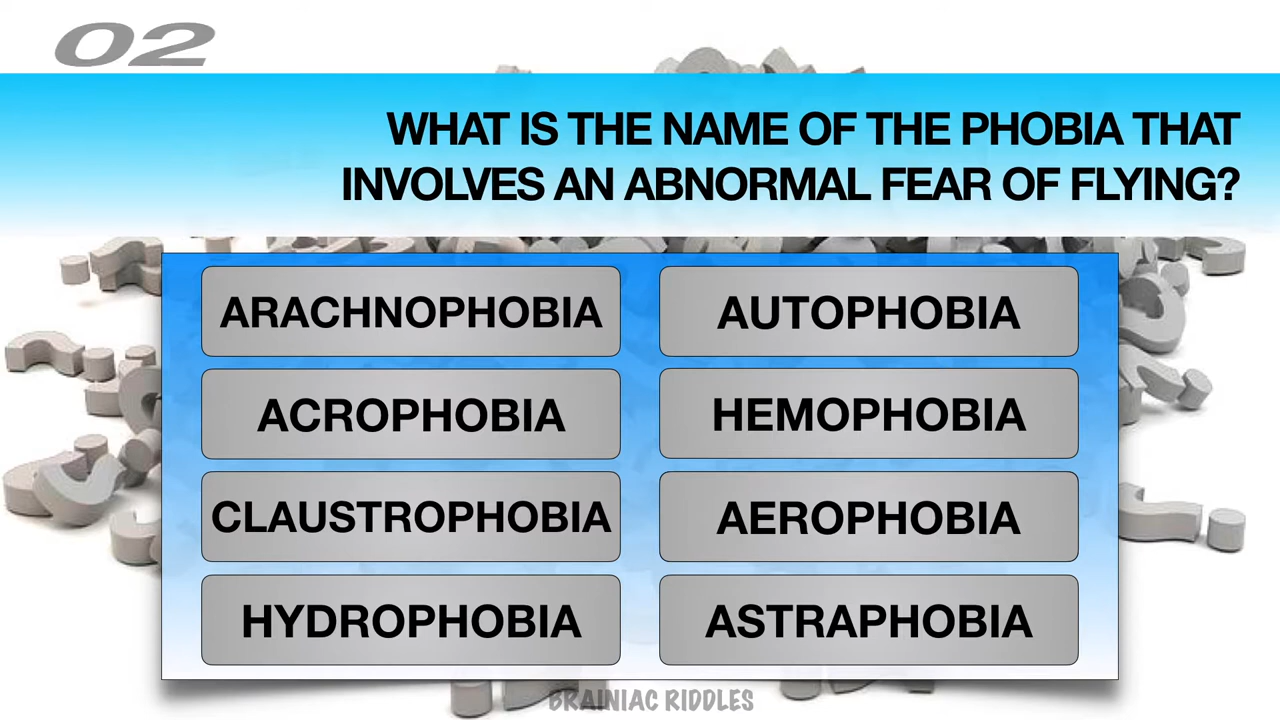 02
WHAT IS THE NAME OF THE PHOBIA THAT
INVOLVES AN ABNORMAL FEAR OF FLYING?
ARACHNOPHOBIA
AUTOPHOBIA
ACROPHOBIA
HEMOPHOBIA
CLAUSTROPHOBIA
AEROPHOBIA
HYDROPHOBIA
ASTRAPHOBIA
BRAINIAC RIDDLES